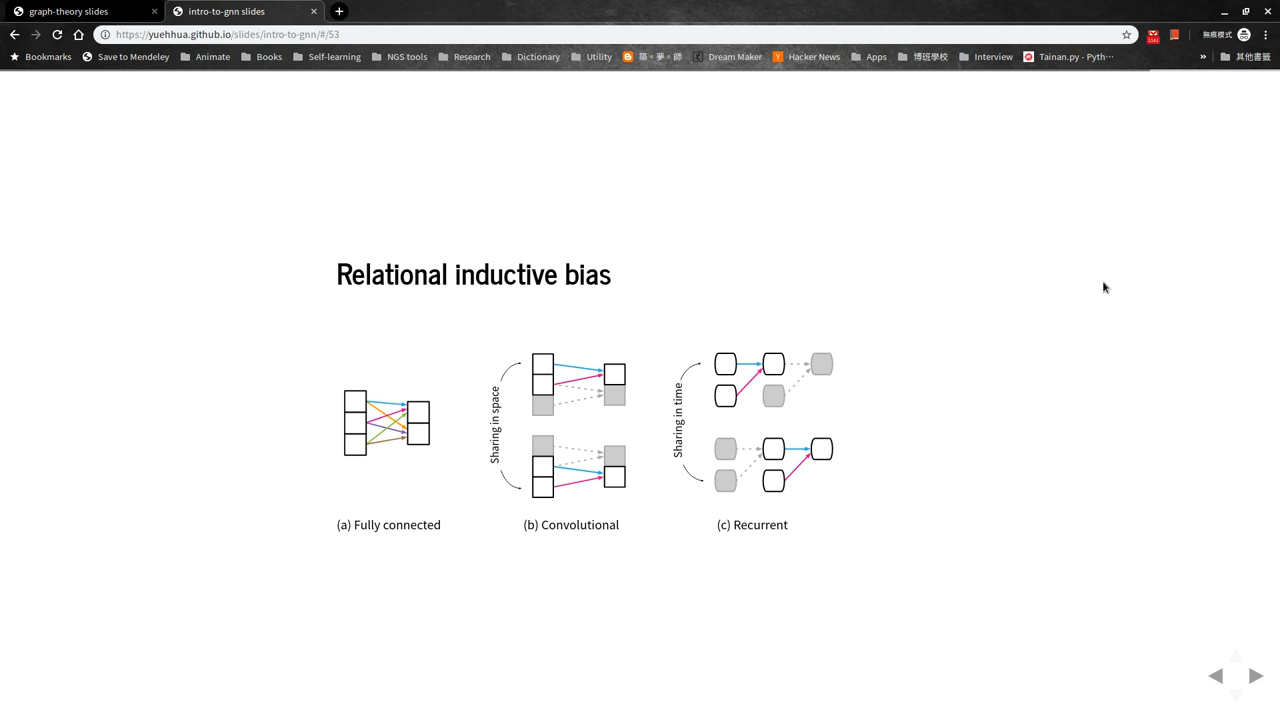 graph-theory slides
intro-to-gnn slides
https://yuehhua.github.io/slides/intro-to-gnn/#/53
無痕模式
Bookmarks Save to Mendeley Animate Books Self-learning NGS tools Research Dictionary Utility 築。夢。師 Dream Maker Hacker News Apps 博班學校 Interview Tainan.py - Pyth… » 其他書籤
Relational inductive bias
Sharing in space
Sharing in time
(a) Fully connected
(b) Convolutional
(c) Recurrent